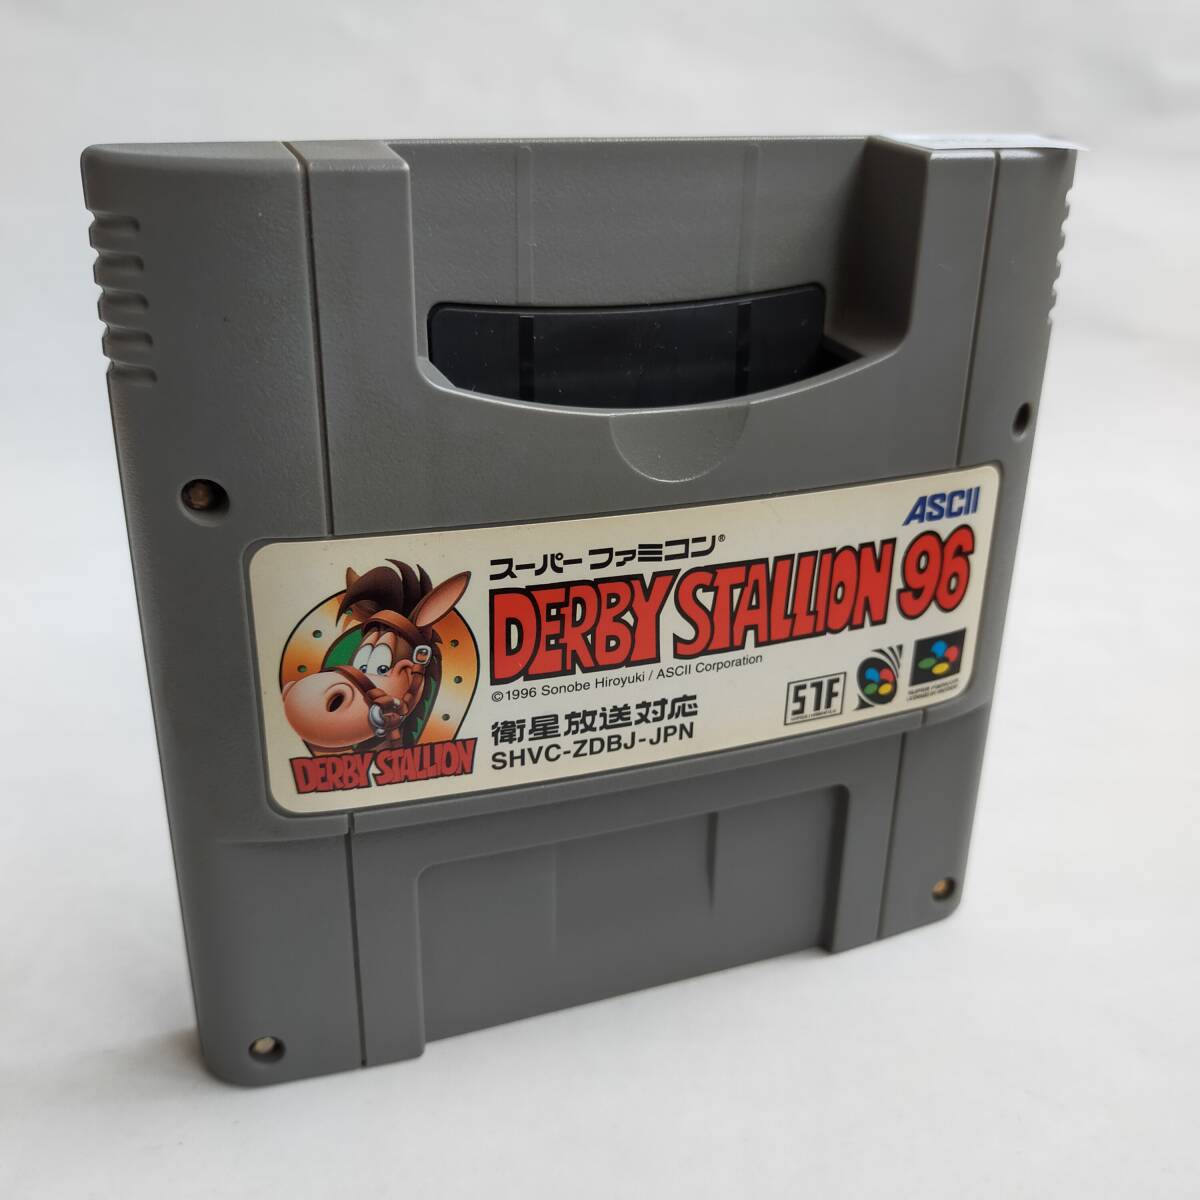 ASCII
スーパーファミコン®
DERBY STALLION 96
©1996 Sonobe Hiroyuki / ASCII Corporation
衛星放送対応
SHVC-ZDBJ-JPN
STF
DERBY STALLION